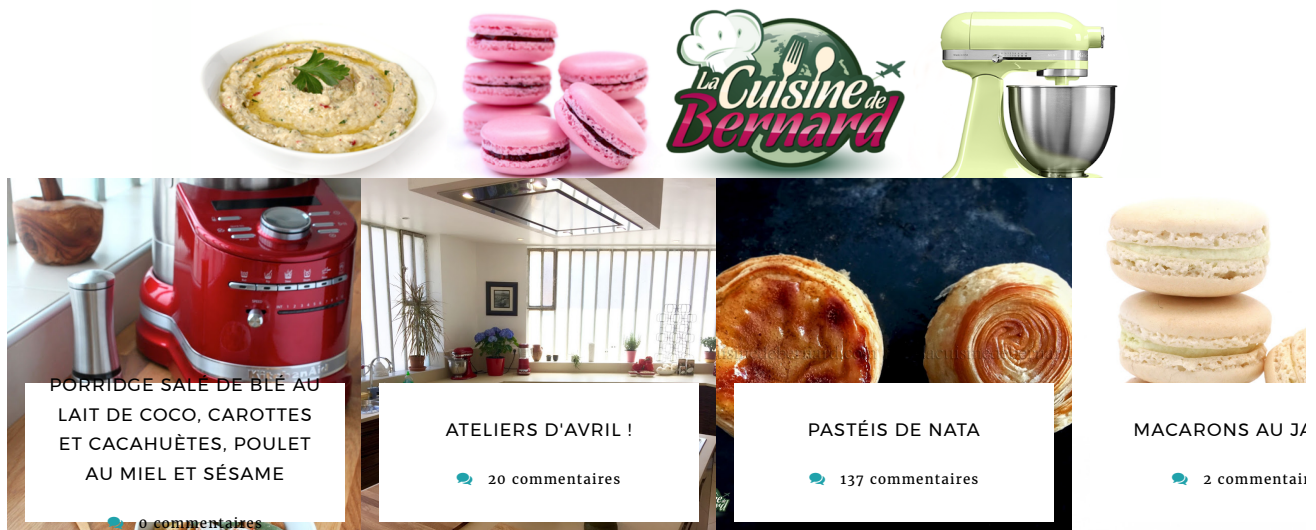 La Cuisine de
Bernard
KitchenAid
PORRIDGE SALÉ DE BLÉ AU
LAIT DE COCO, CAROTTES
ET CACAHUÈTES, POULET
AU MIEL ET SÉSAME
0 commentaires
ATELIERS D'AVRIL !
20 commentaires
PASTÉIS DE NATA
137 commentaires
MACARONS AU JA
2 commentair